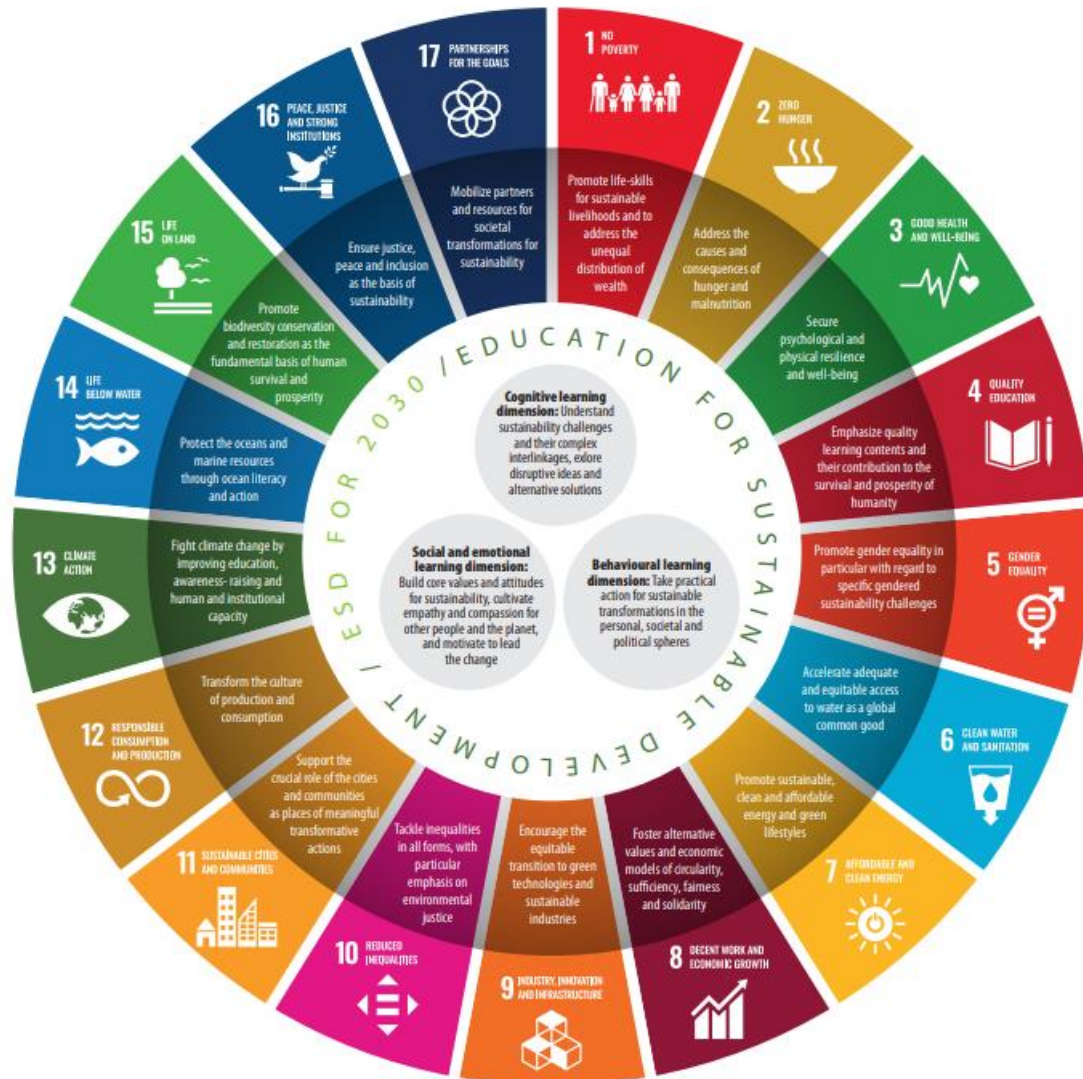 1 NO
POVERTY
Promote life-skills
for sustainable
livelihoods and to
address the
unequal
distribution of
wealth
2 ZERO
HUNGER
Address the
causes and
consequences of
hunger and
malnutrition
3 GOOD HEALTH
AND WELL-BEING
Secure
psychological and
physical resilience
and well-being
4 QUALITY
EDUCATION
Emphasize quality
learning contents and
their contribution to the
survival and prosperity of
humanity
5 GENDER
EQUALITY
Promote gender equality in
particular with regard to
specific gendered
sustainability challenges
6 CLEAN WATER
AND SANITATION
Accelerate adequate
and equitable access
to water as a global
common good
7 AFFORDABLE AND
CLEAN ENERGY
Promote sustainable,
clean and affordable
energy and green
lifestyles
8 DECENT WORK AND
ECONOMIC GROWTH
Foster alternative
values and economic
models of circularity,
sufficiency, fairness
and solidarity
9 INDUSTRY, INNOVATION
AND INFRASTRUCTURE
Encourage the
equitable
transition to green
technologies and
sustainable
industries
10 REDUCED
INEQUALITIES
Tackle inequalities
in all forms, with
particular
emphasis on
environmental
justice
11 SUSTAINABLE CITIES
AND COMMUNITIES
Support the
crucial role of the cities
and communities
as places of meaningful
transformative
actions
12 RESPONSIBLE
CONSUMPTION
AND PRODUCTION
Transform the culture
of production and
consumption
13 CLIMATE
ACTION
Fight climate change by
improving education,
awareness- raising and
human and institutional
capacity
14 LIFE
BELOW WATER
Protect the oceans and
marine resources
through ocean literacy
and action
15 LIFE
ON LAND
Promote
biodiversity conservation
and restoration as the
fundamental basis of human
survival and
prosperity
16 PEACE, JUSTICE
AND STRONG
INSTITUTIONS
Ensure justice,
peace and inclusion
as the basis of
sustainability
17 PARTNERSHIPS
FOR THE GOALS
Mobilize partners
and resources for
societal
transformations for
sustainability
/ ESD FOR 2030 / EDUCATION FOR SUSTAINABLE DEVELOPMENT
Cognitive learning
dimension: Understand
sustainability challenges
and their complex
interlinkages, exlore
disruptive ideas and
alternative solutions
Social and emotional
learning dimension:
Build core values and attitudes
for sustainability, cultivate
empathy and compassion for
other people and the planet,
and motivate to lead
the change
Behavioural learning
dimension: Take practical
action for sustainable
transformations in the
personal, societal and
political spheres